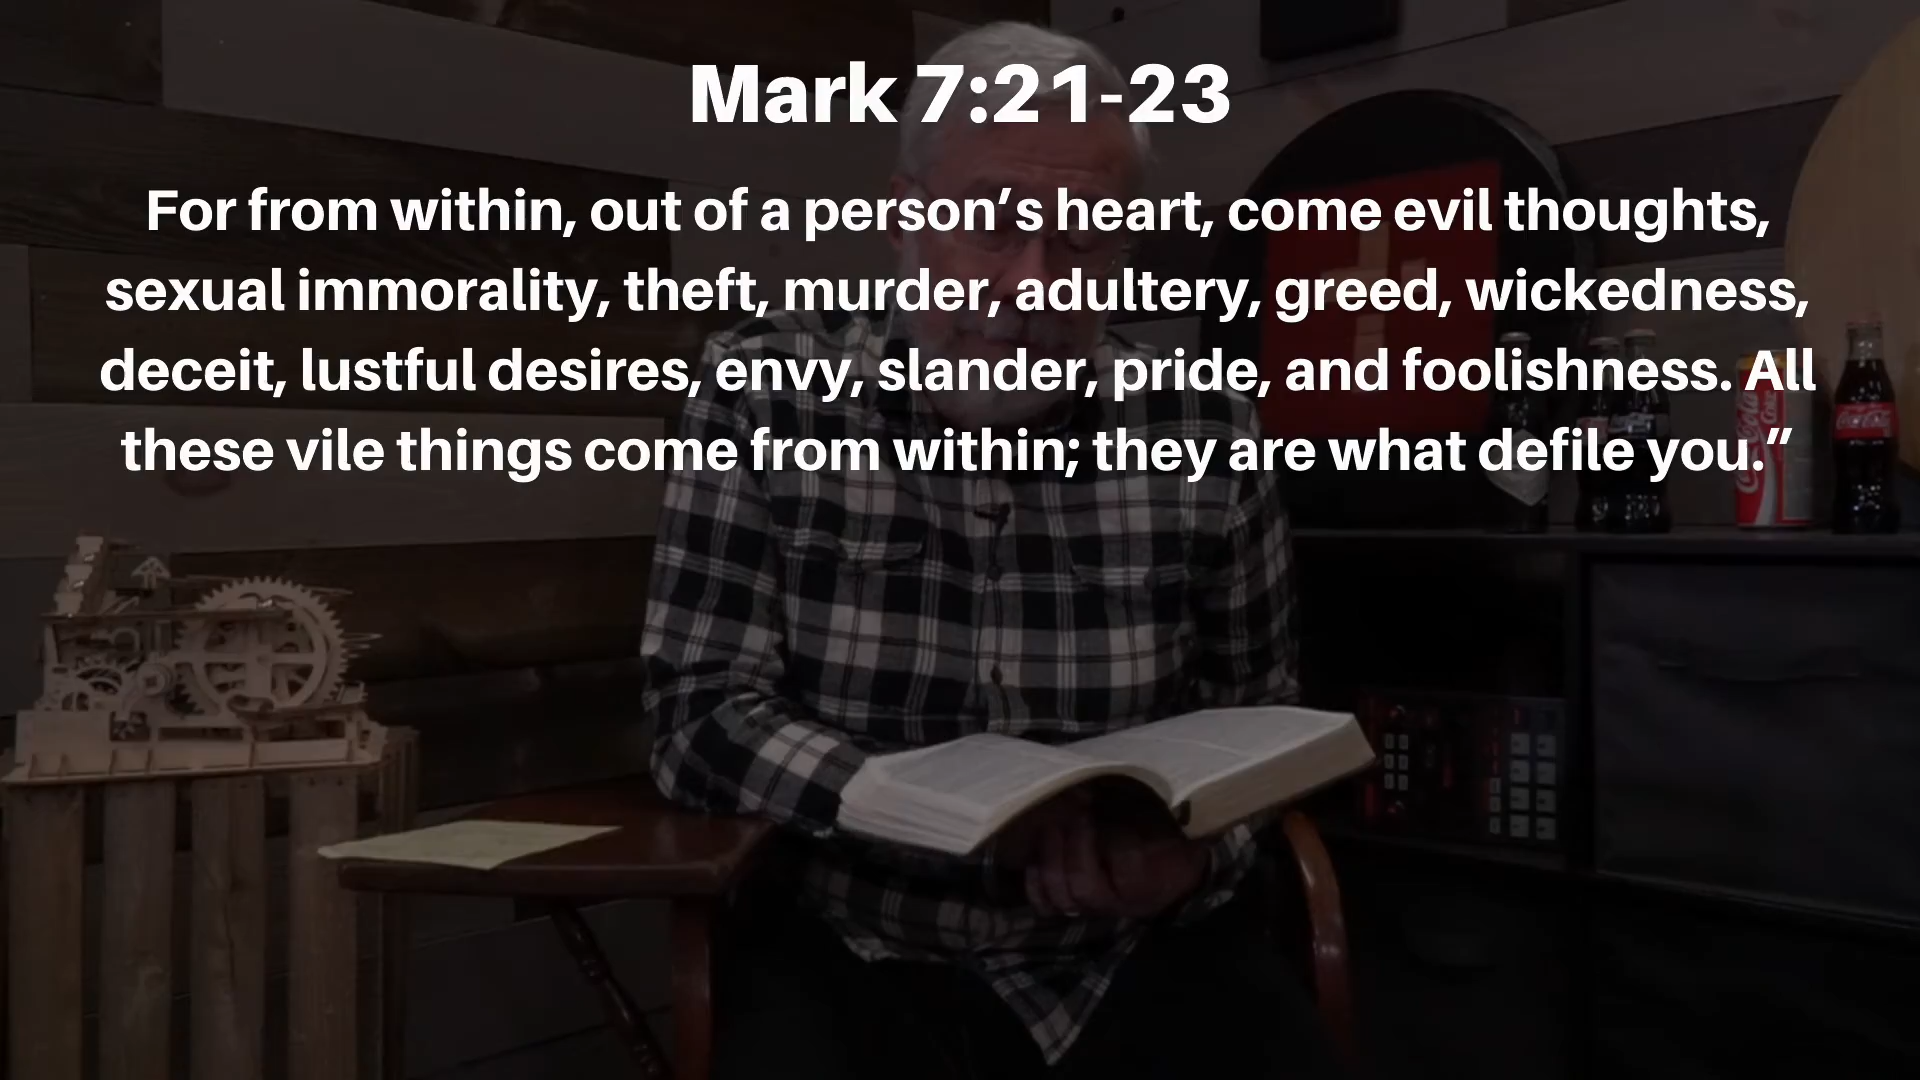 Mark 7:21-23
For from within, out of a person’s heart, come evil thoughts,
sexual immorality, theft, murder, adultery, greed, wickedness,
deceit, lustful desires, envy, slander, pride, and foolishness. All
these vile things come from within; they are what defile you.”
Coca-Cola